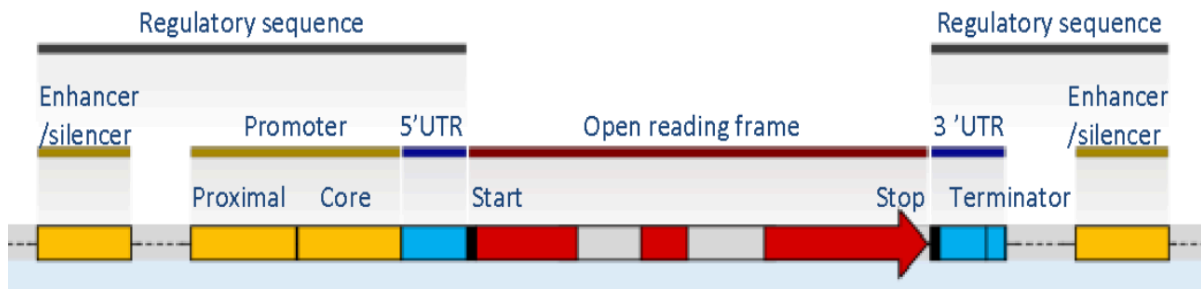 Regulatory sequence
Regulatory sequence
Enhancer
/silencer
Promoter
5'UTR
Open reading frame
3 'UTR
Enhancer
/silencer
Proximal
Core
Start
Stop
Terminator